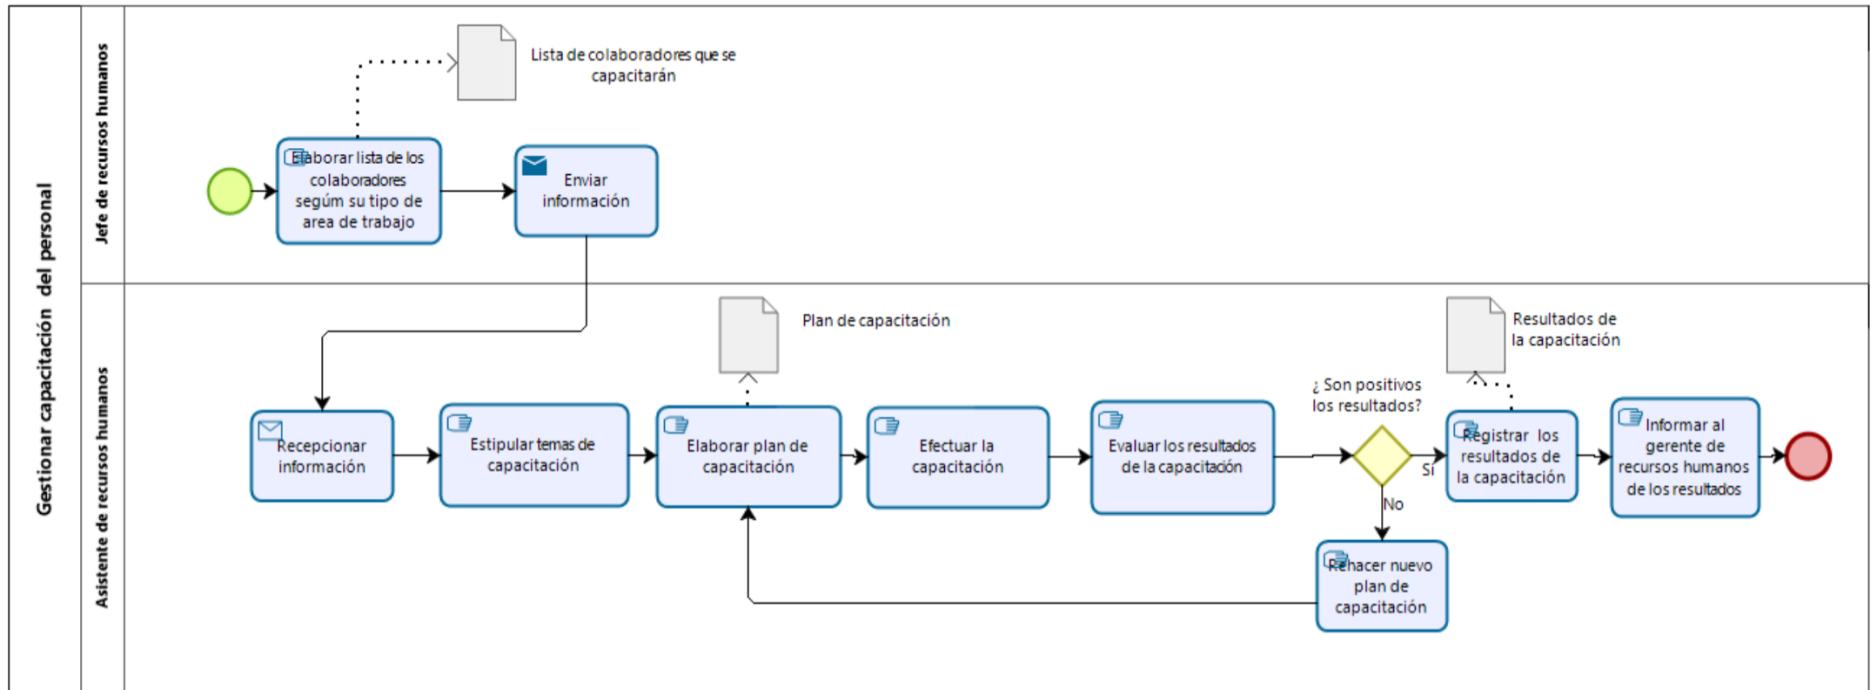 Gestionar capacitación del personal
Jefe de recursos humanos
Lista de colaboradores que se
capacitarán
Elaborar lista de los
colaboradores
segúm su tipo de
area de trabajo
Enviar
información
Asistente de recursos humanos
Recepcionar
información
Estipular temas de
capacitación
Plan de capacitación
Elaborar plan de
capacitación
Efectuar la
capacitación
Evaluar los resultados
de la capacitación
¿ Son positivos
los resultados?
Sí
No
Resultados de
la capacitación
Registrar los
resultados de
la capacitación
Informar al
gerente de
recursos humanos
de los resultados
Rehacer nuevo
plan de
capacitación